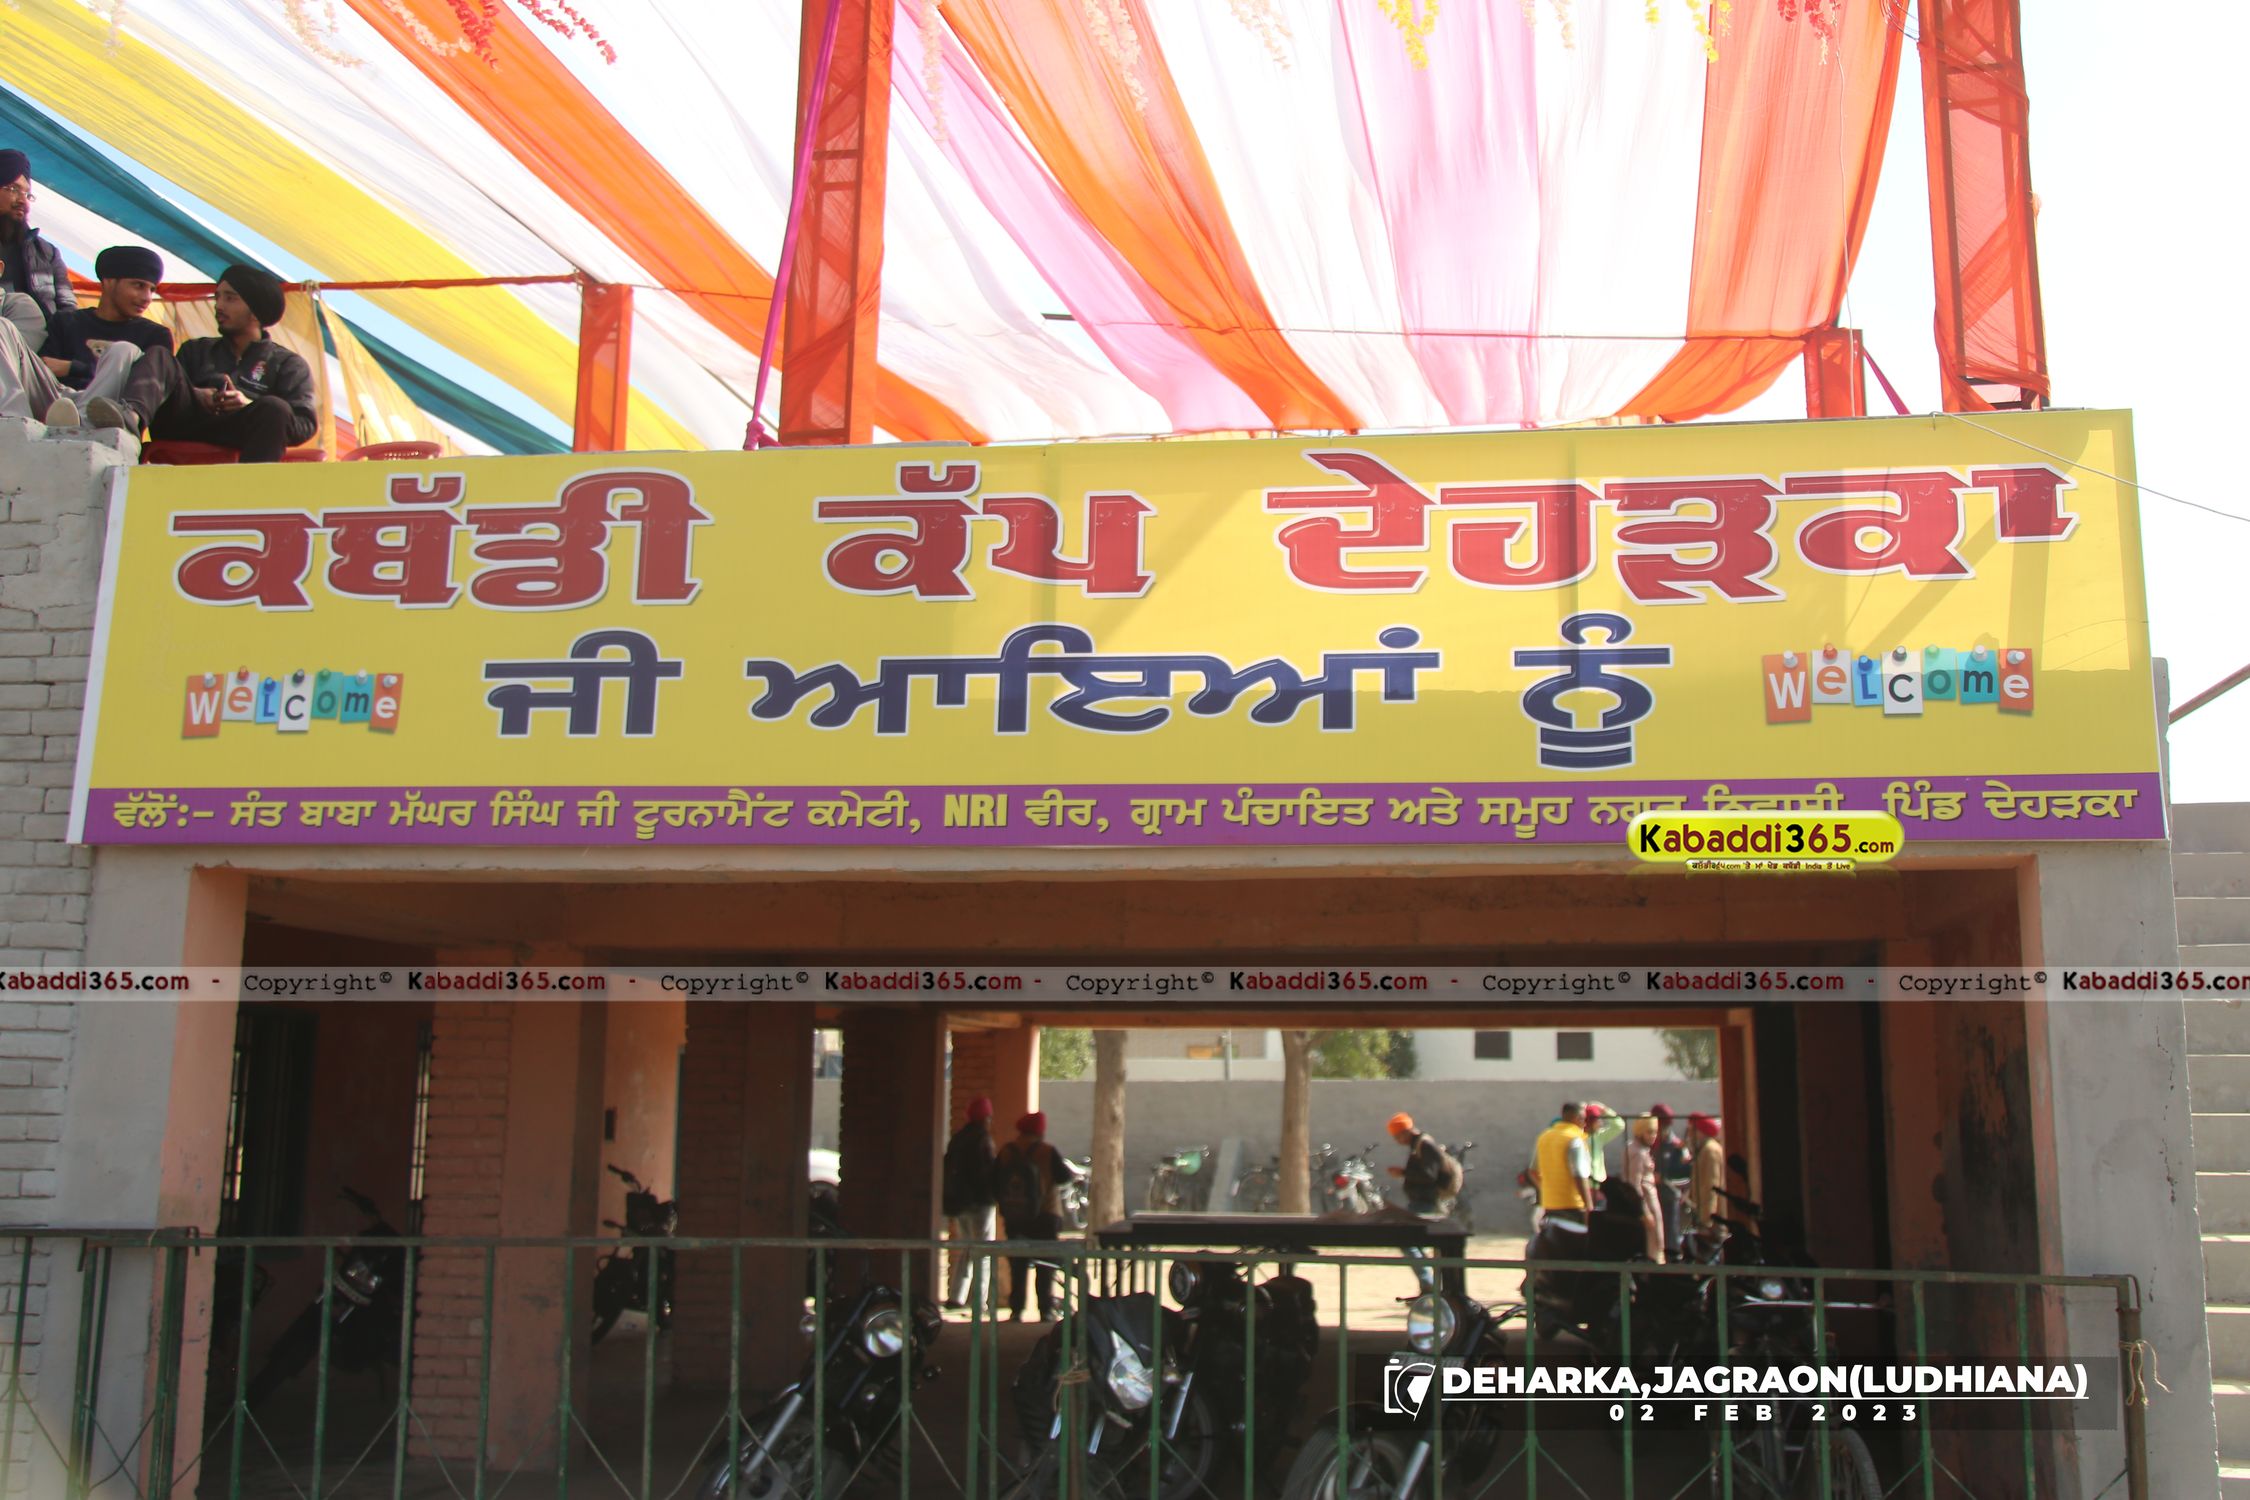 ਕਬੱਡੀ ਕੱਪ ਦੇਹੜਕਾ
Welcome ਜੀ ਆਇਆਂ ਨੂੰ Welcome
ਵੱਲੋਂ:- ਸੰਤ ਬਾਬਾ ਮੱਘਰ ਸਿੰਘ ਜੀ ਟੂਰਨਾਮੈਂਟ ਕਮੇਟੀ, NRI ਵੀਰ, ਗ੍ਰਾਮ ਪੰਚਾਇਤ ਅਤੇ ਸਮੂਹ ਨਗਰ ਨਿਵਾਸੀ ਪਿੰਡ ਦੇਹੜਕਾ
Kabaddi365.com
Kabaddi365.com - Copyright© Kabaddi365.com - Copyright© Kabaddi365.com - Copyright© Kabaddi365.com - Copyright© Kabaddi365.com - Copyright© Kabaddi365.com
DEHARKA,JAGRAON(LUDHIANA)
02 FEB 2023